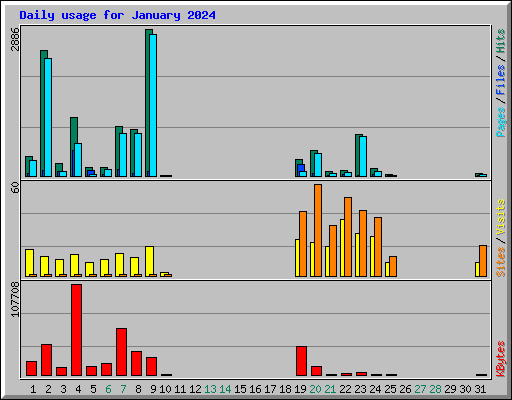 Daily usage for January 2024
2886
Pages / Files / Hits
60
Sites / Visits
107708
KBytes
1 2 3 4 5 6 7 8 9 10 11 12 13 14 15 16 17 18 19 20 21 22 23 24 25 26 27 28 29 30 31